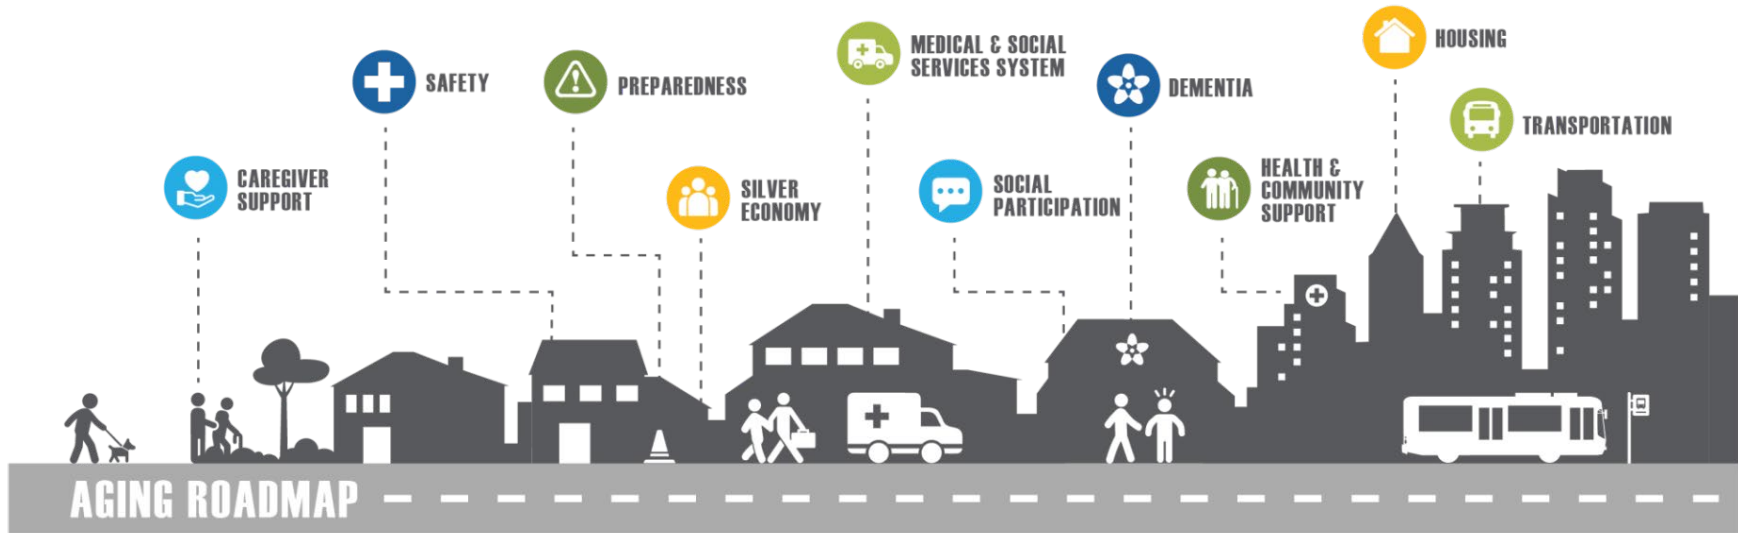 CAREGIVER
SUPPORT
SAFETY
PREPAREDNESS
SILVER
ECONOMY
MEDICAL & SOCIAL
SERVICES SYSTEM
SOCIAL
PARTICIPATION
DEMENTIA
HEALTH &
COMMUNITY
SUPPORT
HOUSING
TRANSPORTATION
AGING ROADMAP